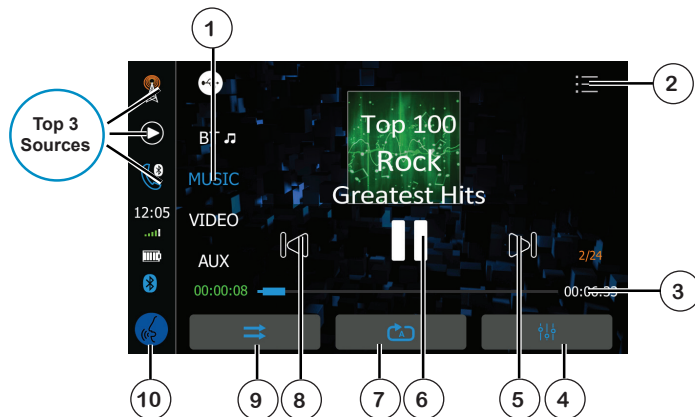 1
2
Top 3
Sources
BT
Top 100
Rock
Greatest Hits
MUSIC
12:05
VIDEO
AUX
2/24
00:00:08
3
A
10
9
8
7
6
5
4